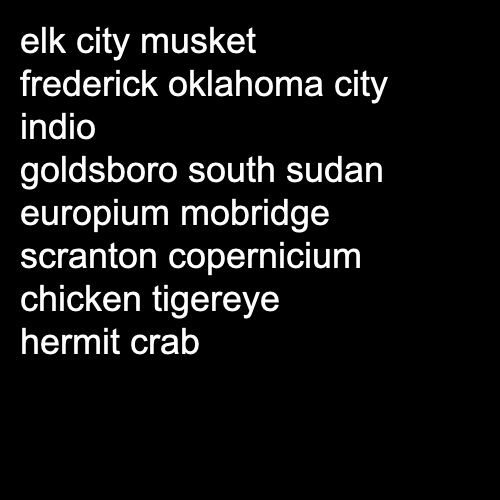 elk city musket
frederick oklahoma city
indio
goldsboro south sudan
europium mobridge
scranton copernicium
chicken tigereye
hermit crab